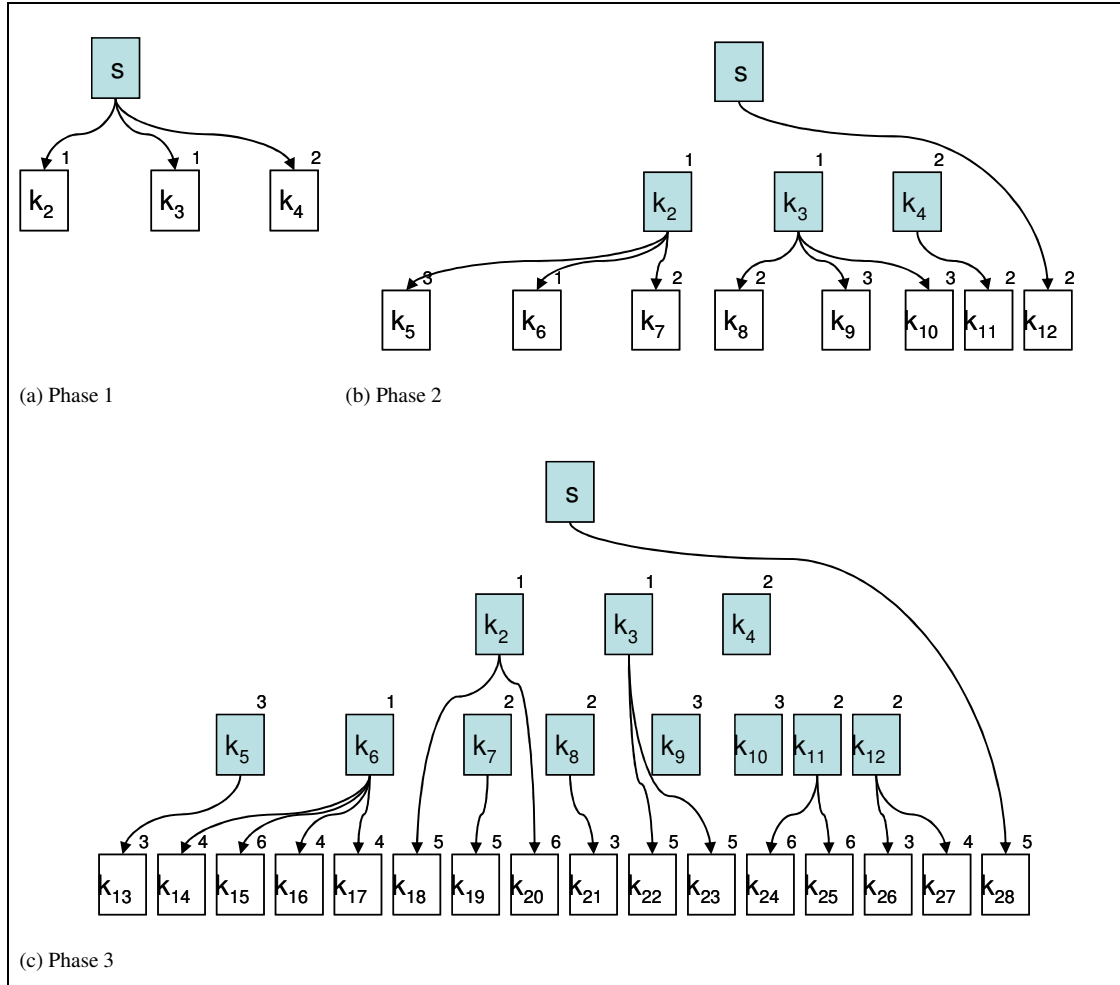 s
1 1 2
k2 k3 k4
s
1 1 2
k2 k3 k4
3 1 2 2 3 3 2 2
k5 k6 k7 k8 k9 k10 k11 k12
(a) Phase 1
(b) Phase 2
s
1 1 2
k2 k3 k4
3 1 2 2 3 3 2 2
k5 k6 k7 k8 k9 k10 k11 k12
3 4 6 4 4 5 5 6 3 5 5 6 6 3 4 5
k13 k14 k15 k16 k17 k18 k19 k20 k21 k22 k23 k24 k25 k26 k27 k28
(c) Phase 3